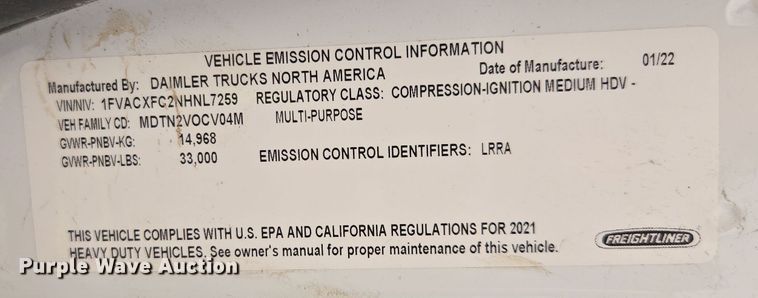 VEHICLE EMISSION CONTROL INFORMATION
Manufactured By: DAIMLER TRUCKS NORTH AMERICA Date of Manufacture: 01/22
VIN/NIV: 1FVACXFC2NHNL7259 REGULATORY CLASS: COMPRESSION-IGNITION MEDIUM HDV -
VEH FAMILY CD: MDTN2VOCV04M MULTI-PURPOSE
GVWR-PNBV-KG: 14,968
GVWR-PNBV-LBS: 33,000 EMISSION CONTROL IDENTIFIERS: LRRA
THIS VEHICLE COMPLIES WITH U.S. EPA AND CALIFORNIA REGULATIONS FOR 2021
HEAVY DUTY VEHICLES. See owner's manual for proper maintenance of this vehicle.
FREIGHTLINER
Purple Wave Auction